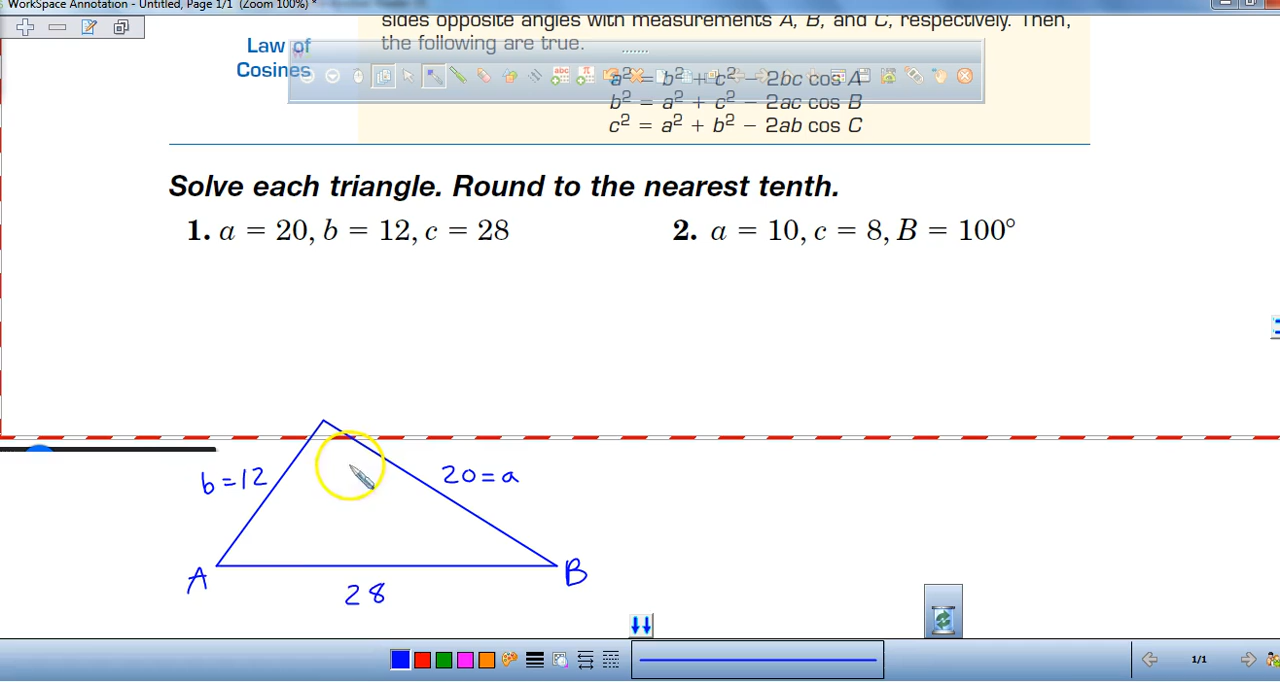 WorkSpace Annotation - Untitled, Page 1/1 (Zoom 100%) *
sides opposite angles with measurements A, B, and C, respectively. Then,
the following are true.
Law of
Cosines
a² = b² + c² − 2bc cos A
b² = a² + c² − 2ac cos B
c² = a² + b² − 2ab cos C
Solve each triangle. Round to the nearest tenth.
1. a = 20, b = 12, c = 28
2. a = 10, c = 8, B = 100°
b = 12
20 = a
A
B
28
1/1